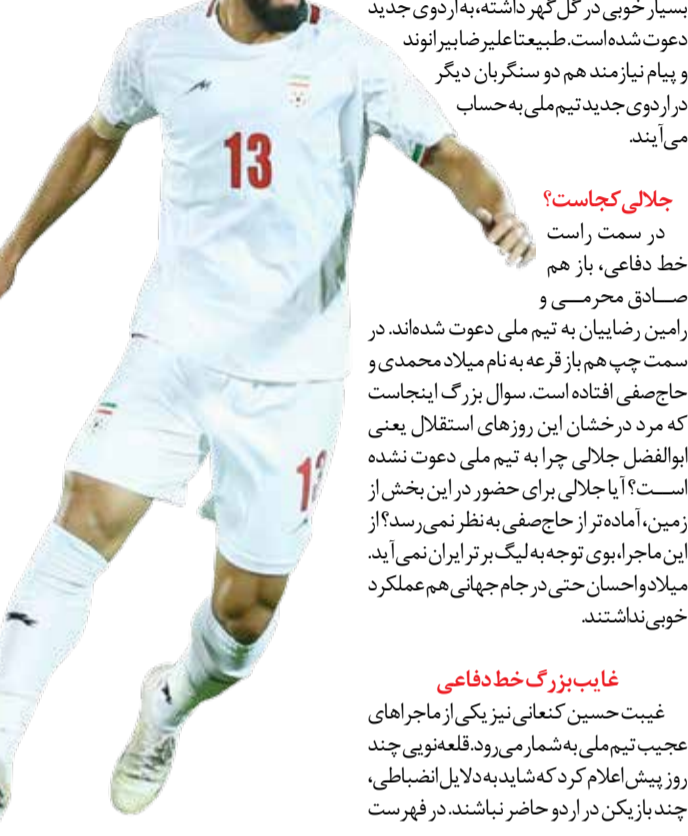 بسیار خوبی در گل گهر داشته، به اردوی جدید
دعوت شده است. طبیعتا علیرضا بیرانوند
و پیام نیازمند هم دو سنگربان دیگر
در اردوی جدید تیم ملی به حساب
می‌آیند.
جلالی کجاست؟
در سمت راست
خط دفاعی، باز هم
صـــادق محرمـــی و
رامین رضاییان به تیم ملی دعوت شده‌اند. در
سمت چپ هم باز قرعه به نام میلاد محمدی و
حاج‌صفی افتاده است. سوال بزرگ اینجاست
که مرد درخشان این روزهای استقلال یعنی
ابوالفضل جلالی چرا به تیم ملی دعوت نشده
اســـت؟ آیا جلالی برای حضور در این بخش از
زمین، آماده‌تر از حاج‌صفی به نظر نمی‌رسد؟ از
این ماجرا، بوی توجه به لیگ برتر ایران نمی‌آید.
میلاد و احسان حتی در جام جهانی هم عملکرد
خوبی نداشتند.
غایب بزرگ خط دفاعی
غیبت حسین کنعانی نیز یکی از ماجراهای
عجیب تیم ملی به شمار می‌رود. قلعه‌نویی چند
روز پیش اعلام کرد که شاید به دلایل انضباطی،
چند بازیکن در اردو حاضر نباشند. در فهرست
13
13